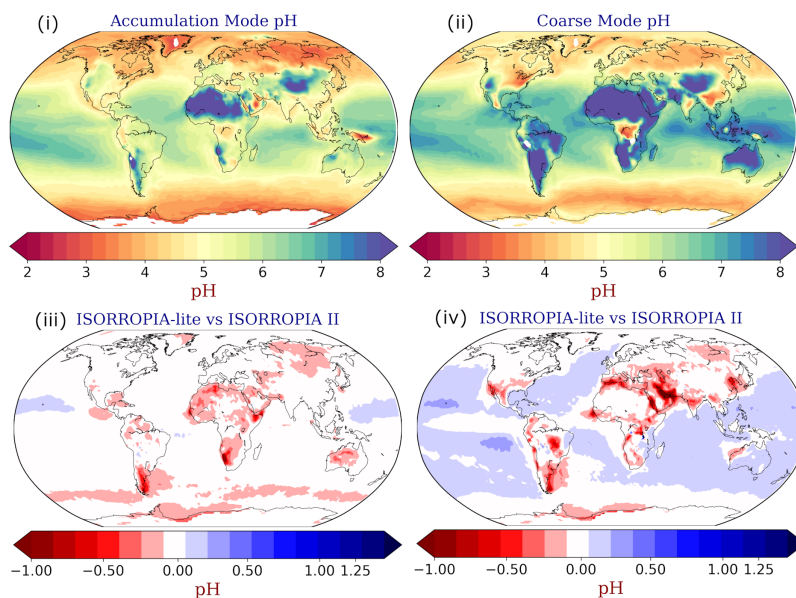 (i) Accumulation Mode pH
(ii) Coarse Mode pH
2 3 4 5 6 7 8
pH
2 3 4 5 6 7 8
pH
(iii) ISORROPIA-lite vs ISORROPIA II
(iv) ISORROPIA-lite vs ISORROPIA II
−1.00 −0.50 0.00 0.50 1.00 1.25
pH
−1.00 −0.50 0.00 0.50 1.00 1.25
pH